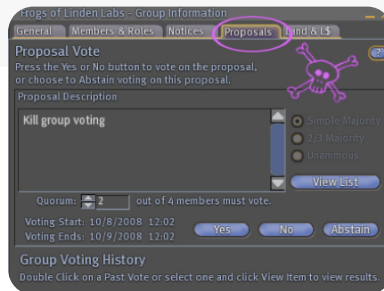 Frogs of Linden Labs - Group Information
General Members & Roles Notices Proposals Land & L$
Proposal Vote
?
Press the Yes or No button to vote on the proposal,
or choose to Abstain voting on this proposal.
Proposal Description
Kill group voting
Simple Majority
2/3 Majority
Unanimous
View List
Quorum: 2 out of 4 members must vote.
Voting Start: 10/8/2008 12:02
Voting Ends: 10/9/2008 12:02
Yes No Abstain
Group Voting History
Double Click on a Past Vote or select one and click View Item to view results.